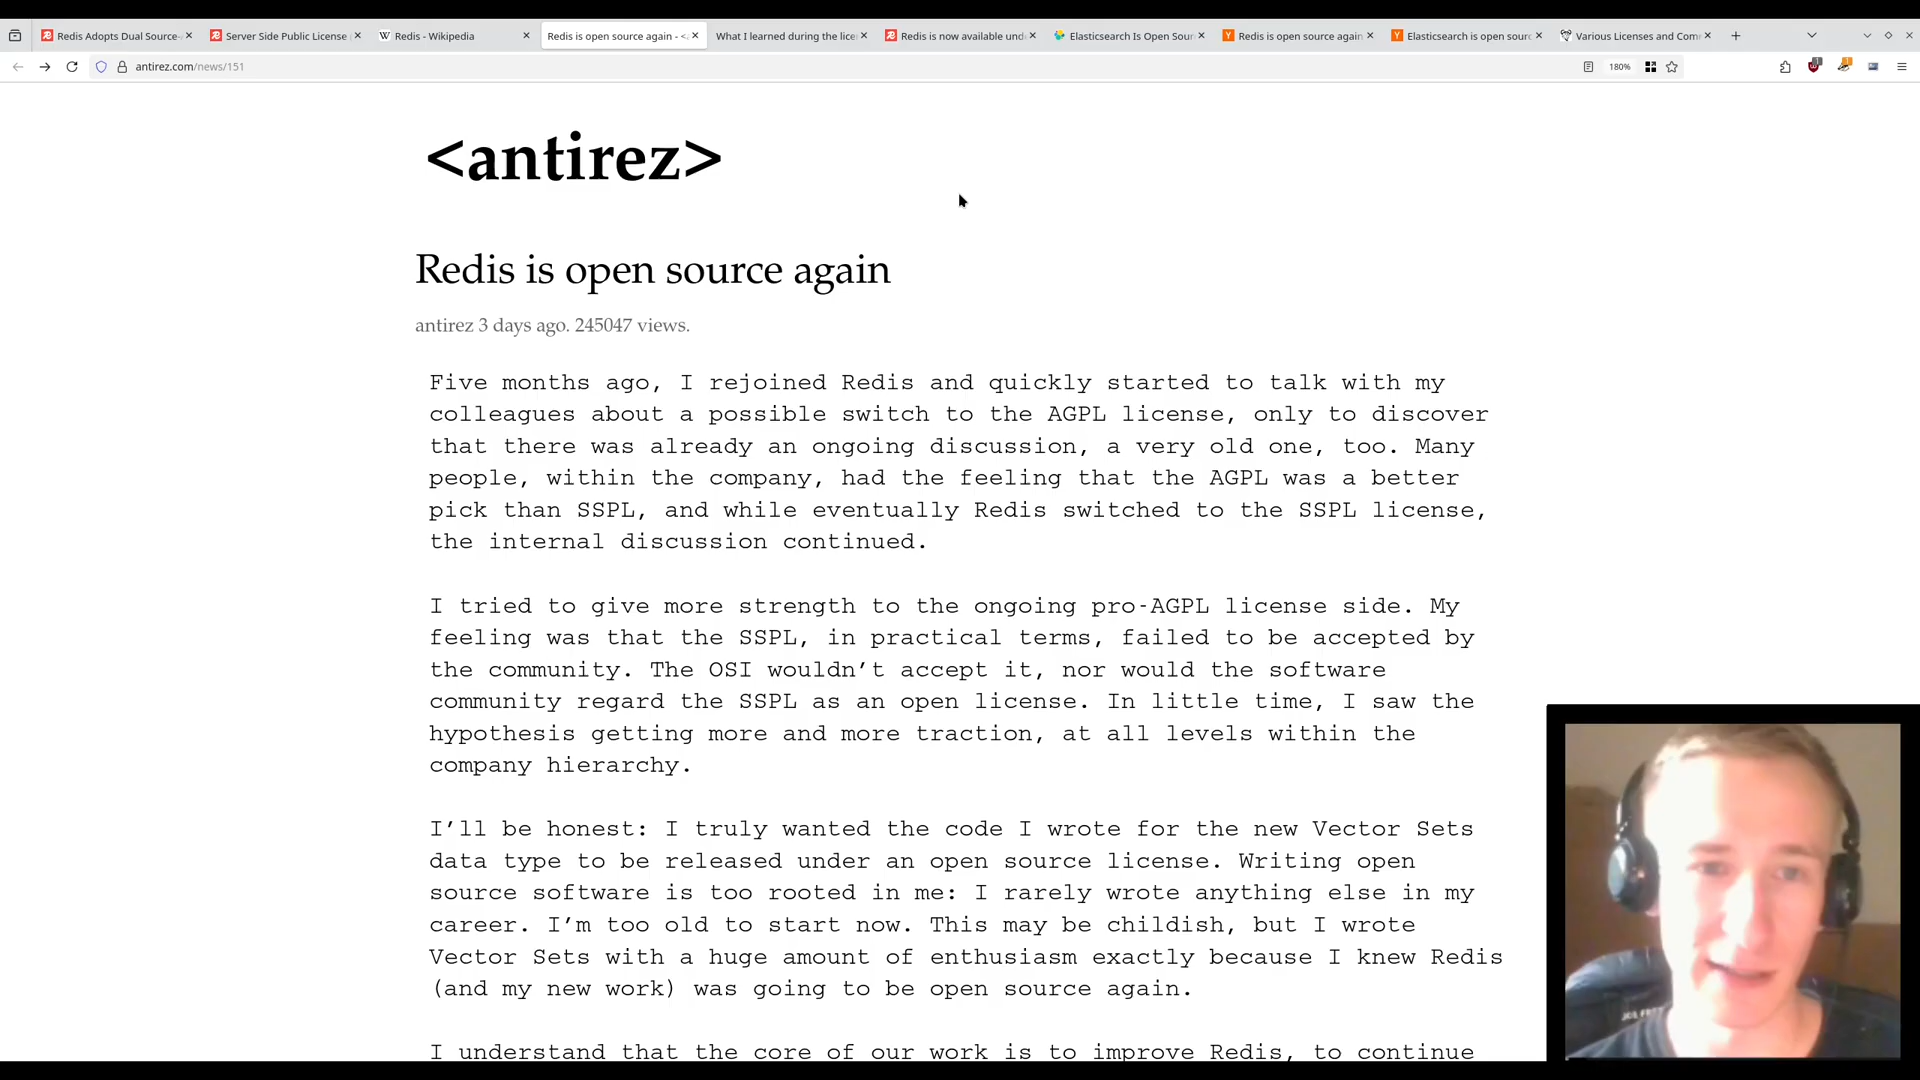 Redis Adopts Dual Source-
Server Side Public License
Redis - Wikipedia
Redis is open source again - <
What I learned during the lice
Redis is now available und
Elasticsearch Is Open Sour
Redis is open source again
Elasticsearch is open sourc
Various Licenses and Com
antirez.com/news/151
180%
<antirez>
Redis is open source again
antirez 3 days ago. 245047 views.
Five months ago, I rejoined Redis and quickly started to talk with my
colleagues about a possible switch to the AGPL license, only to discover
that there was already an ongoing discussion, a very old one, too. Many
people, within the company, had the feeling that the AGPL was a better
pick than SSPL, and while eventually Redis switched to the SSPL license,
the internal discussion continued.
I tried to give more strength to the ongoing pro-AGPL license side. My
feeling was that the SSPL, in practical terms, failed to be accepted by
the community. The OSI wouldn’t accept it, nor would the software
community regard the SSPL as an open license. In little time, I saw the
hypothesis getting more and more traction, at all levels within the
company hierarchy.
I’ll be honest: I truly wanted the code I wrote for the new Vector Sets
data type to be released under an open source license. Writing open
source software is too rooted in me: I rarely wrote anything else in my
career. I’m too old to start now. This may be childish, but I wrote
Vector Sets with a huge amount of enthusiasm exactly because I knew Redis
(and my new work) was going to be open source again.
I understand that the core of our work is to improve Redis, to continue